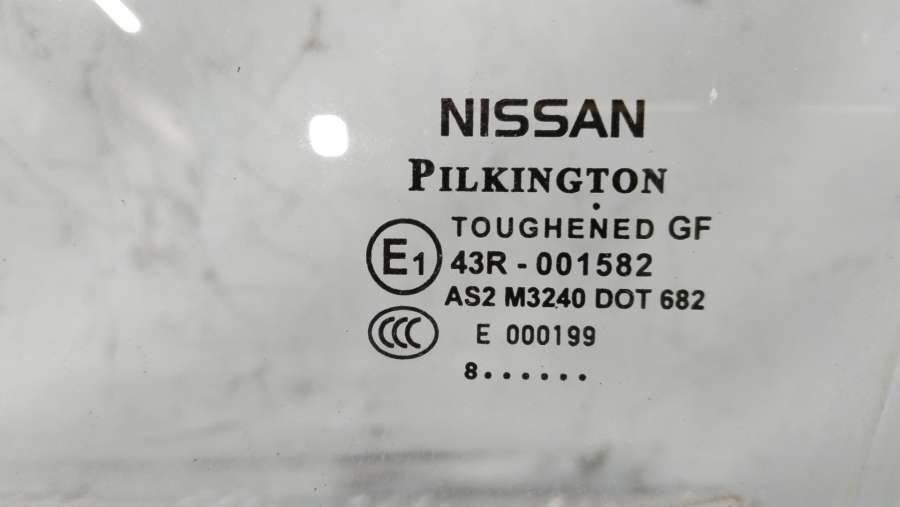 NISSAN
PILKINGTON
TOUGHENED GF
E1 43R - 001582
AS2 M3240 DOT 682
CCC E 000199
8......